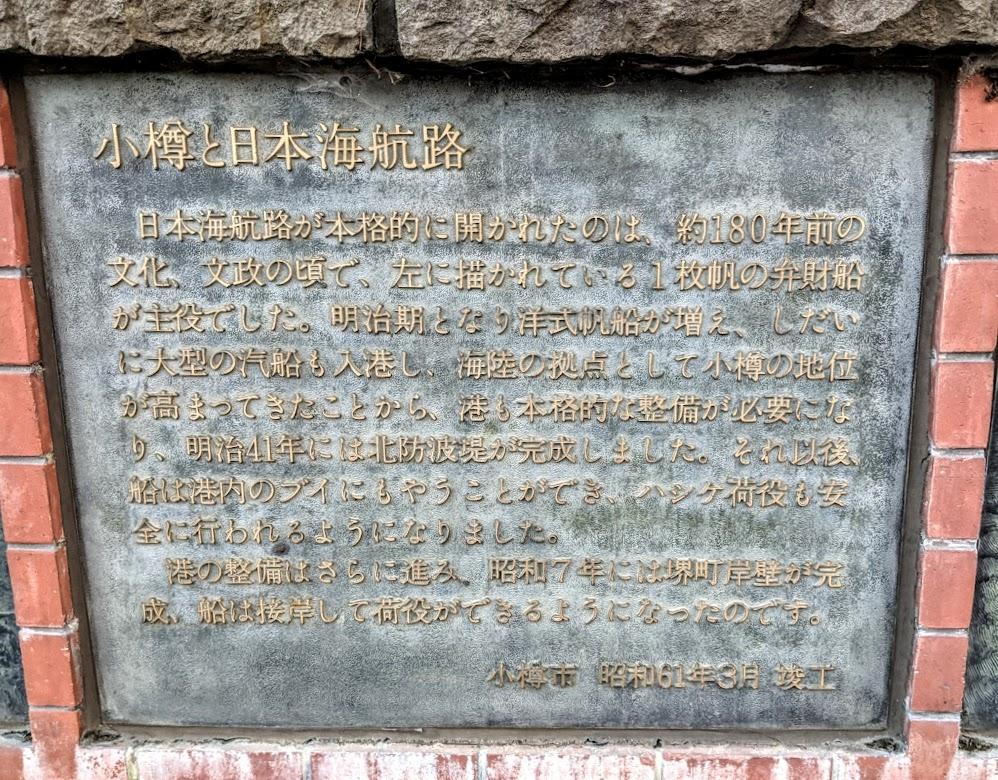 小樽と日本海航路
日本海航路が本格的に開かれたのは、約180年前の
文化、文政の頃で、左に描かれている1枚帆の弁財船
が主役でした。明治期となり洋式帆船が増え、しだい
に大型の汽船も入港し、海陸の拠点として小樽の地位
が高まってきたことから、港も本格的な整備が必要にな
り、明治41年には北防波堤が完成しました。それ以後、
船は港内のブイにもやうことができ、ハシケ荷役も安
全に行われるようになりました。
港の整備はさらに進み、昭和7年には堺町岸壁が完
成、船は接岸して荷役ができるようになったのです。
小樽市 昭和61年3月 竣工